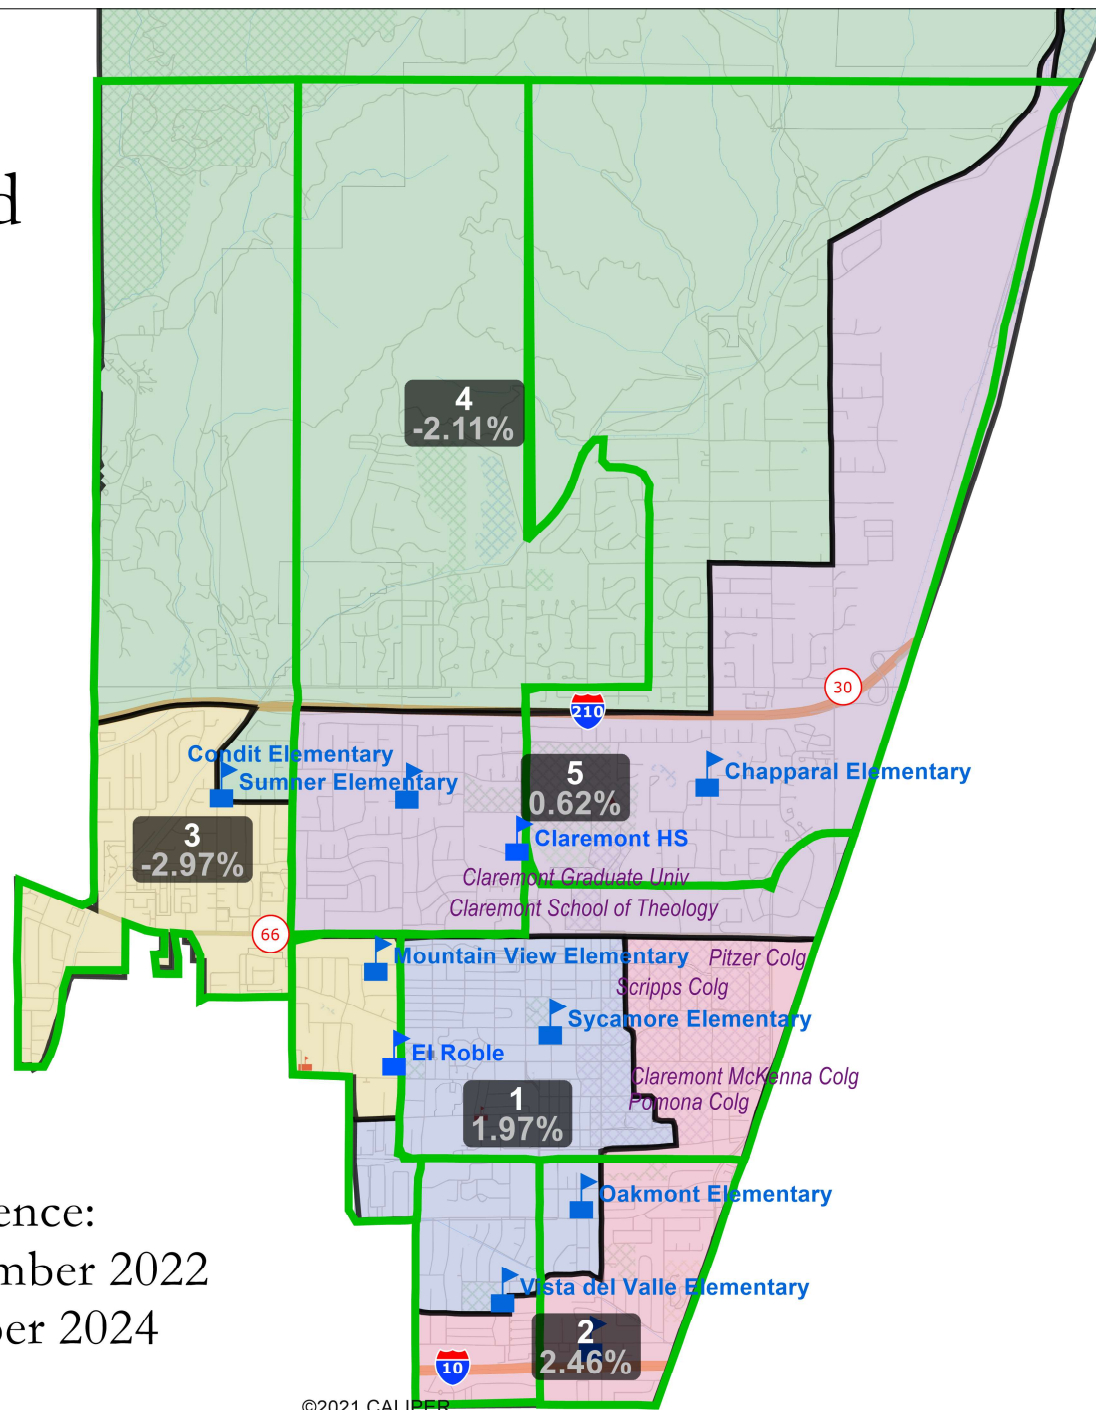 d
4
-2.11%
30
210
Condit Elementary
Sumner Elementary
5
0.62%
Chapparal Elementary
3
-2.97%
Claremont HS
Claremont Graduate Univ
Claremont School of Theology
66
Mountain View Elementary
Pitzer Colg
Scripps Colg
Sycamore Elementary
El Roble
Claremont McKenna Colg
Pomona Colg
1
1.97%
Oakmont Elementary
ence:
mber 2022
ber 2024
Vista del Valle Elementary
2
2.46%
10
©2021 CALIPER